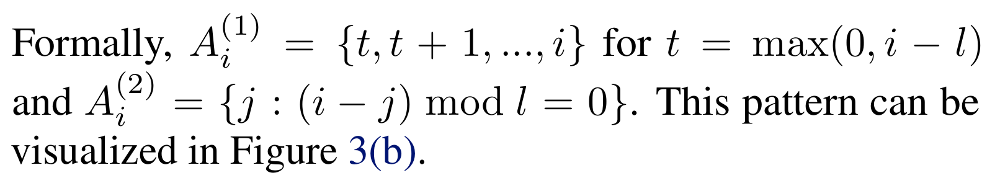 Formally, $A_i^{(1)} = \{t, t + 1, ..., i\}$ for $t = \max(0, i - l)$
and $A_i^{(2)} = \{j : (i - j) \bmod l = 0\}$. This pattern can be
visualized in Figure 3(b).